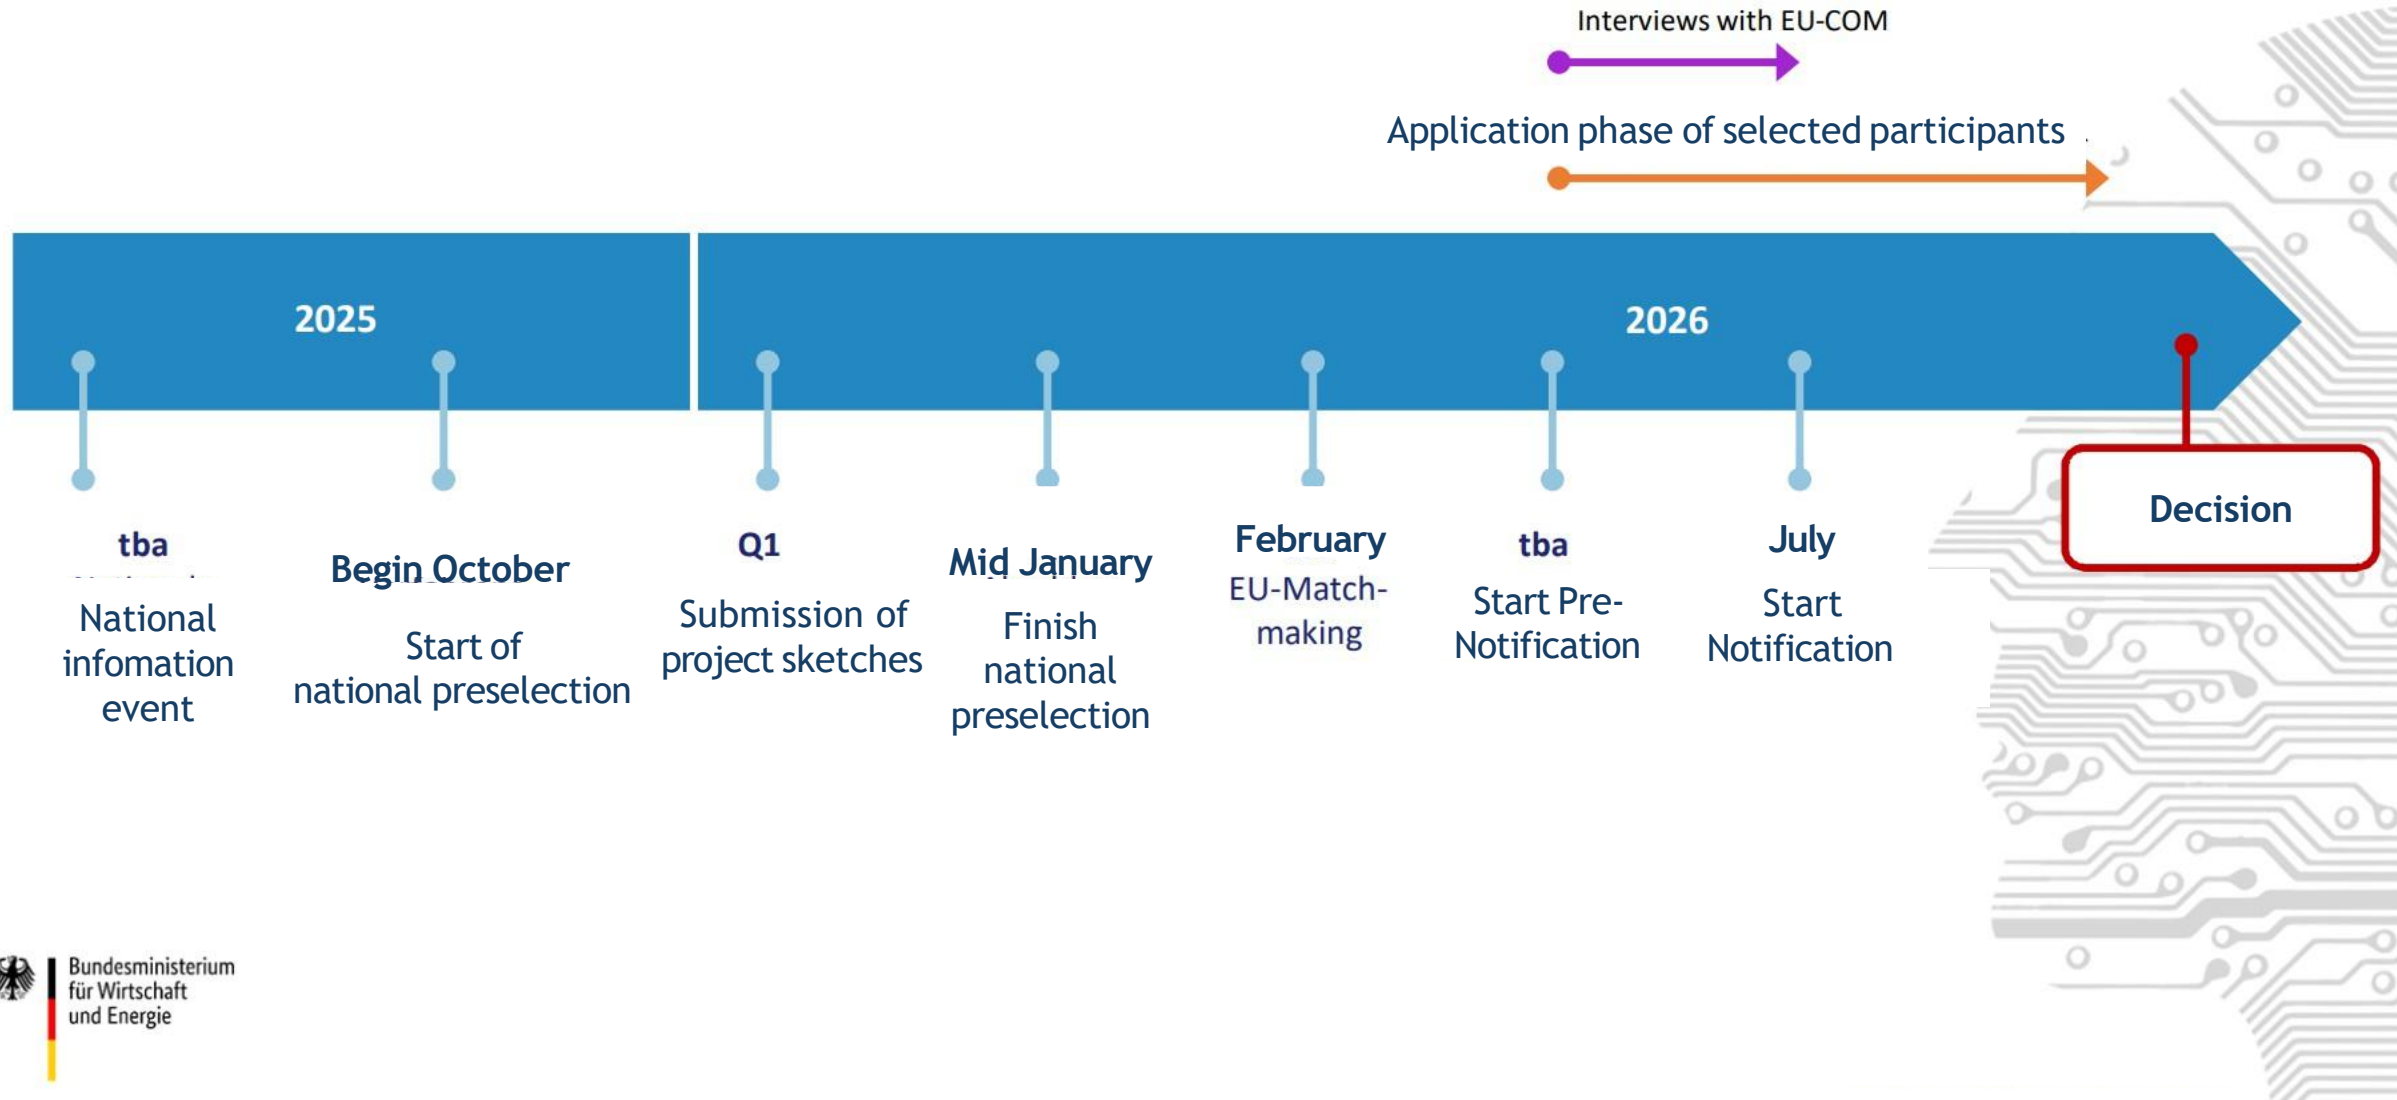 Interviews with EU-COM
Application phase of selected participants
2025
2026
tba
National
infomation
event
Begin October
Start of
national preselection
Q1
Submission of
project sketches
Mid January
Finish
national
preselection
February
EU-Match-
making
tba
Start Pre-
Notification
July
Start
Notification
Decision
Bundesministerium
für Wirtschaft
und Energie